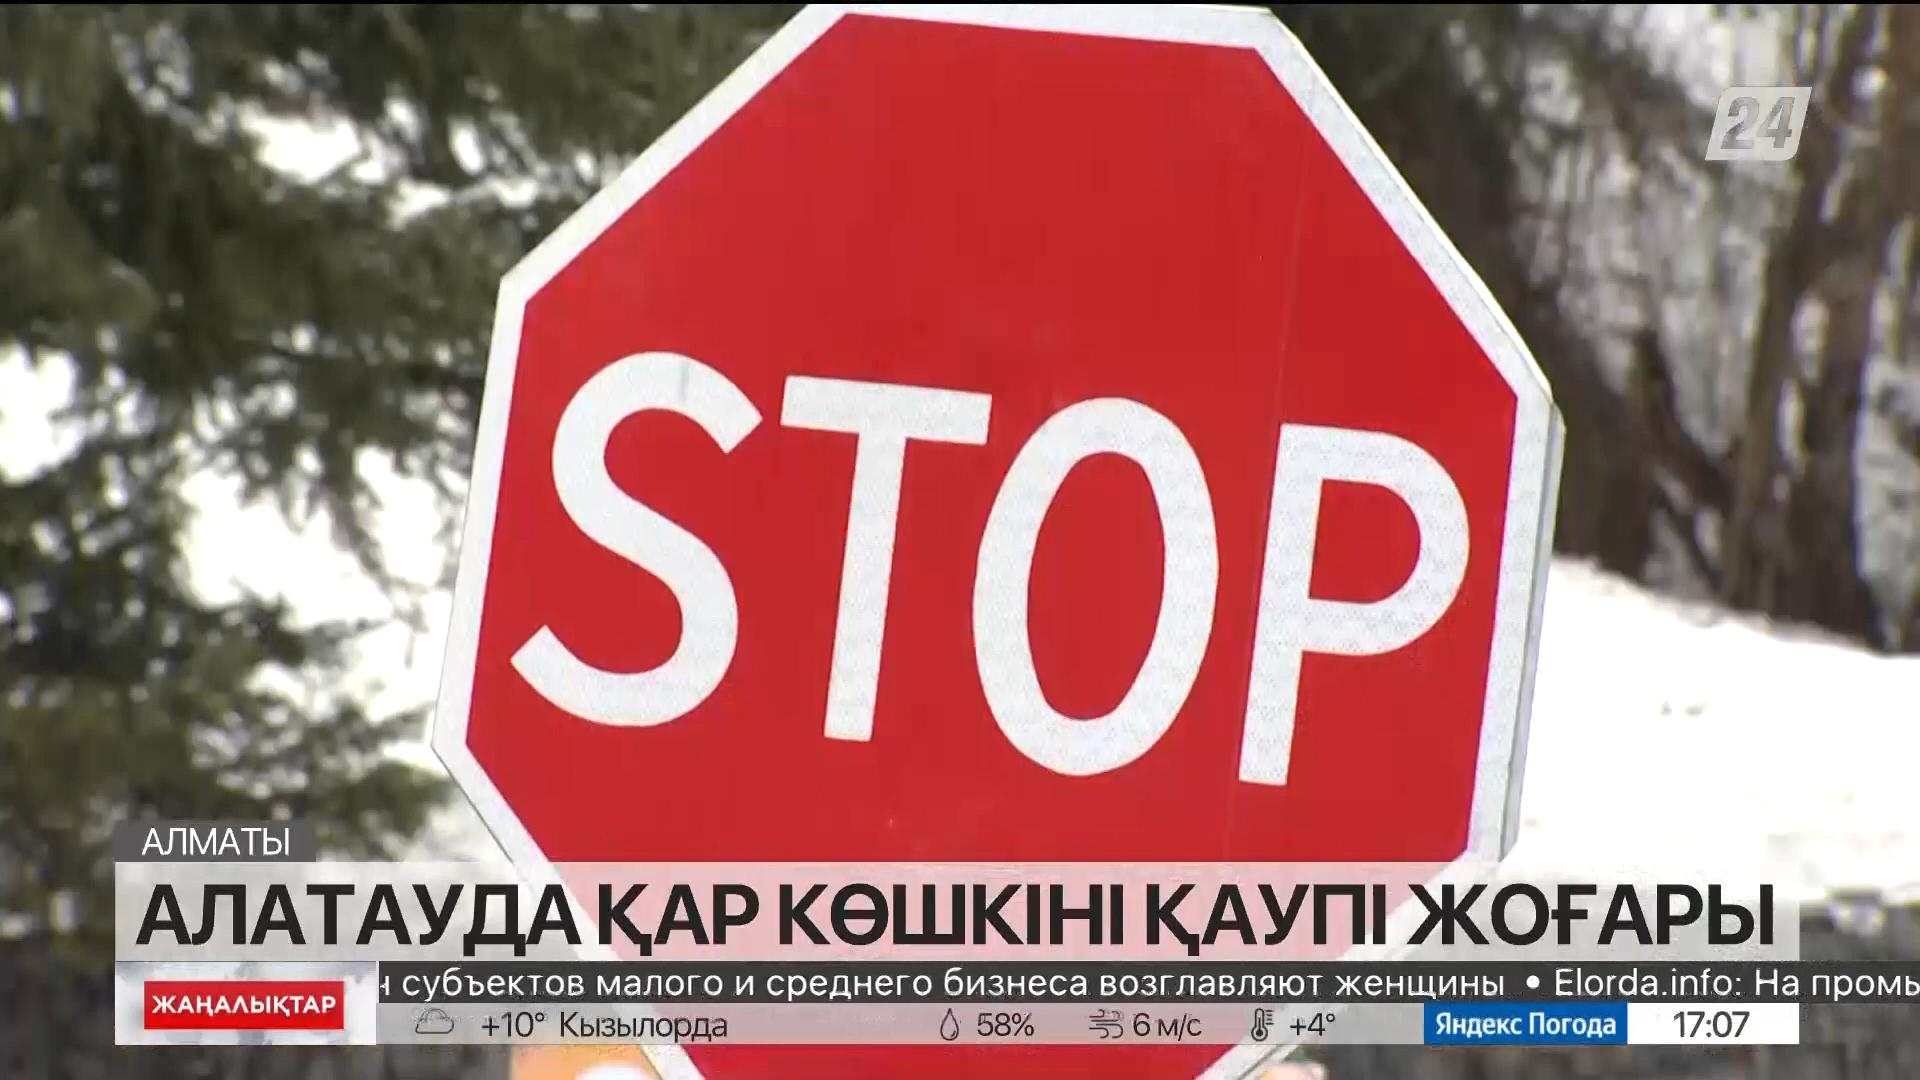 24
STOP
АЛМАТЫ
АЛАТАУДА ҚАР КӨШКІНІ ҚАУПІ ЖОҒАРЫ
ЖАҢАЛЫҚТАР
субъектов малого и среднего бизнеса возглавляют женщины • Elorda.info: На промы
+10° Кызылорда 58% 6 м/с +4° Яндекс Погода 17:07